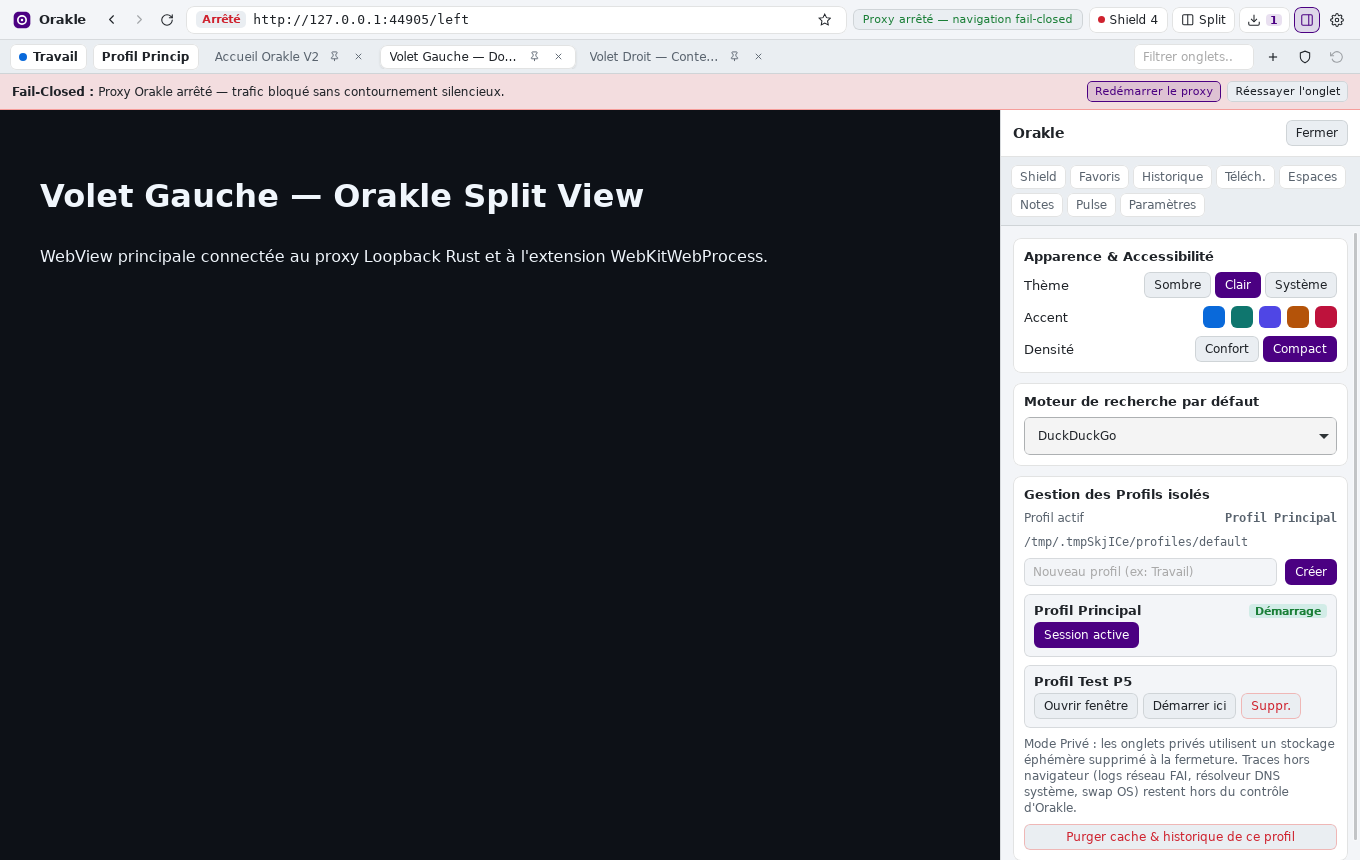 Orakle
Arrêté http://127.0.0.1:44905/left
Proxy arrêté — navigation fail-closed
Shield 4
Split
1
Travail
Profil Princip
Accueil Orakle V2
Volet Gauche — Do...
Volet Droit — Conte...
Filtrer onglets..
Fail-Closed : Proxy Orakle arrêté — trafic bloqué sans contournement silencieux.
Redémarrer le proxy
Réessayer l'onglet
Volet Gauche — Orakle Split View
WebView principale connectée au proxy Loopback Rust et à l'extension WebKitWebProcess.
Orakle
Fermer
Shield
Favoris
Historique
Téléch.
Espaces
Notes
Pulse
Paramètres
Apparence & Accessibilité
Thème
Sombre
Clair
Système
Accent
Densité
Confort
Compact
Moteur de recherche par défaut
DuckDuckGo
Gestion des Profils isolés
Profil actif
Profil Principal
/tmp/.tmpSkjICe/profiles/default
Nouveau profil (ex: Travail)
Créer
Profil Principal
Démarrage
Session active
Profil Test P5
Ouvrir fenêtre
Démarrer ici
Suppr.
Mode Privé : les onglets privés utilisent un stockage
éphémère supprimé à la fermeture. Traces hors
navigateur (logs réseau FAI, résolveur DNS
système, swap OS) restent hors du contrôle
d'Orakle.
Purger cache & historique de ce profil